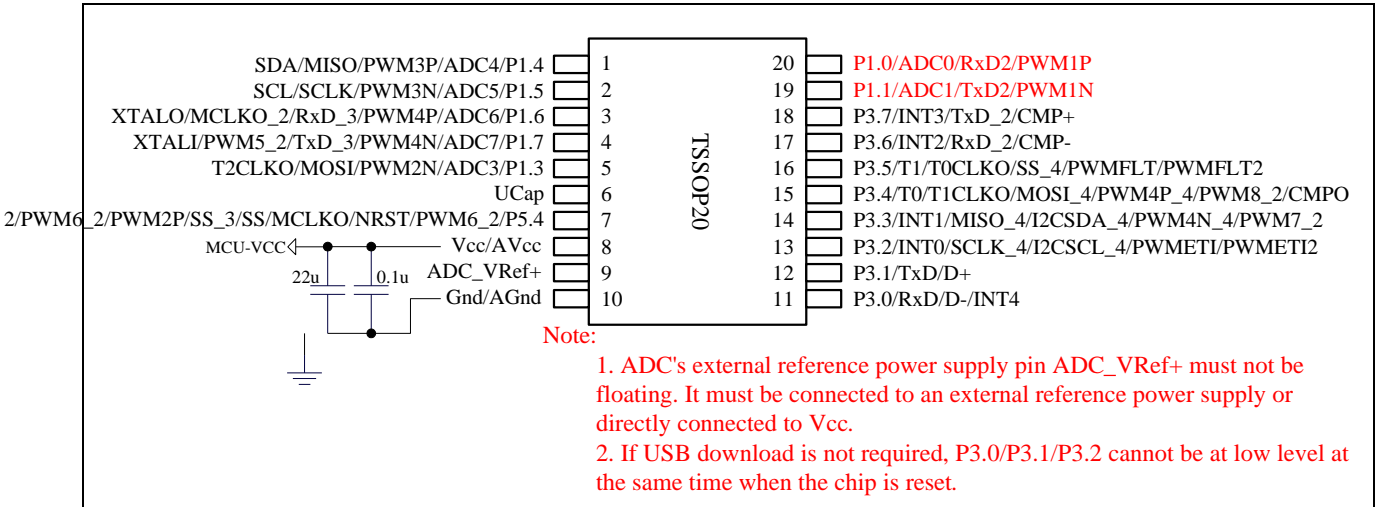 SDA/MISO/PWM3P/ADC4/P1.4 1 20 P1.0/ADC0/RxD2/PWM1P
SCL/SCLK/PWM3N/ADC5/P1.5 2 19 P1.1/ADC1/TxD2/PWM1N
XTALO/MCLKO_2/RxD_3/PWM4P/ADC6/P1.6 3 18 P3.7/INT3/TxD_2/CMP+
XTALI/PWM5_2/TxD_3/PWM4N/ADC7/P1.7 4 17 P3.6/INT2/RxD_2/CMP-
T2CLKO/MOSI/PWM2N/ADC3/P1.3 5 16 P3.5/T1/T0CLKO/SS_4/PWMFLT/PWMFLT2
UCap 6 15 P3.4/T0/T1CLKO/MOSI_4/PWM4P_4/PWM8_2/CMPO
2/PWM6_2/PWM2P/SS_3/SS/MCLKO/NRST/PWM6_2/P5.4 7 14 P3.3/INT1/MISO_4/I2CSDA_4/PWM4N_4/PWM7_2
MCU-VCC Vcc/AVcc 8 13 P3.2/INT0/SCLK_4/I2CSCL_4/PWMETI/PWMETI2
22u 0.1u ADC_VRef+ 9 12 P3.1/TxD/D+
Gnd/AGnd 10 11 P3.0/RxD/D-/INT4
TSSOP20
Note:
1. ADC's external reference power supply pin ADC_VRef+ must not be
floating. It must be connected to an external reference power supply or
directly connected to Vcc.
2. If USB download is not required, P3.0/P3.1/P3.2 cannot be at low level at
the same time when the chip is reset.